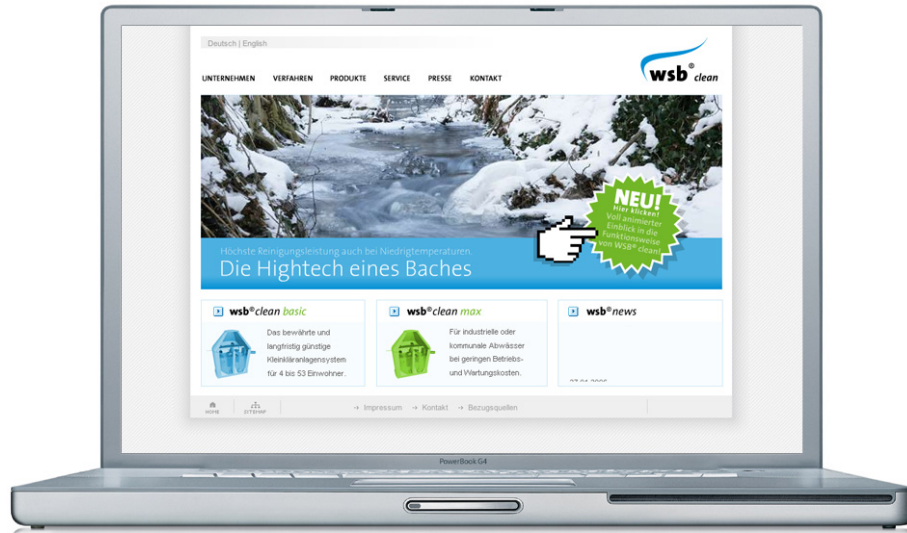 Deutsch | English
wsb® clean
UNTERNEHMEN VERFAHREN PRODUKTE SERVICE PRESSE KONTAKT
NEU!
Hier klicken!
Voll animierter
Einblick in die
Funktionsweise
von WSB® clean!
Höchste Reinigungsleistung auch bei Niedrigtemperaturen.
Die Hightech eines Baches
wsb®clean basic
Das bewährte und
langfristig günstige
Kleinkläranlagensystem
für 4 bis 53 Einwohner.
wsb®clean max
Für industrielle oder
kommunale Abwässer
bei geringen Betriebs-
und Wartungskosten.
wsb®news
HOME SITEMAP → Impressum → Kontakt → Bezugsquellen
PowerBook G4